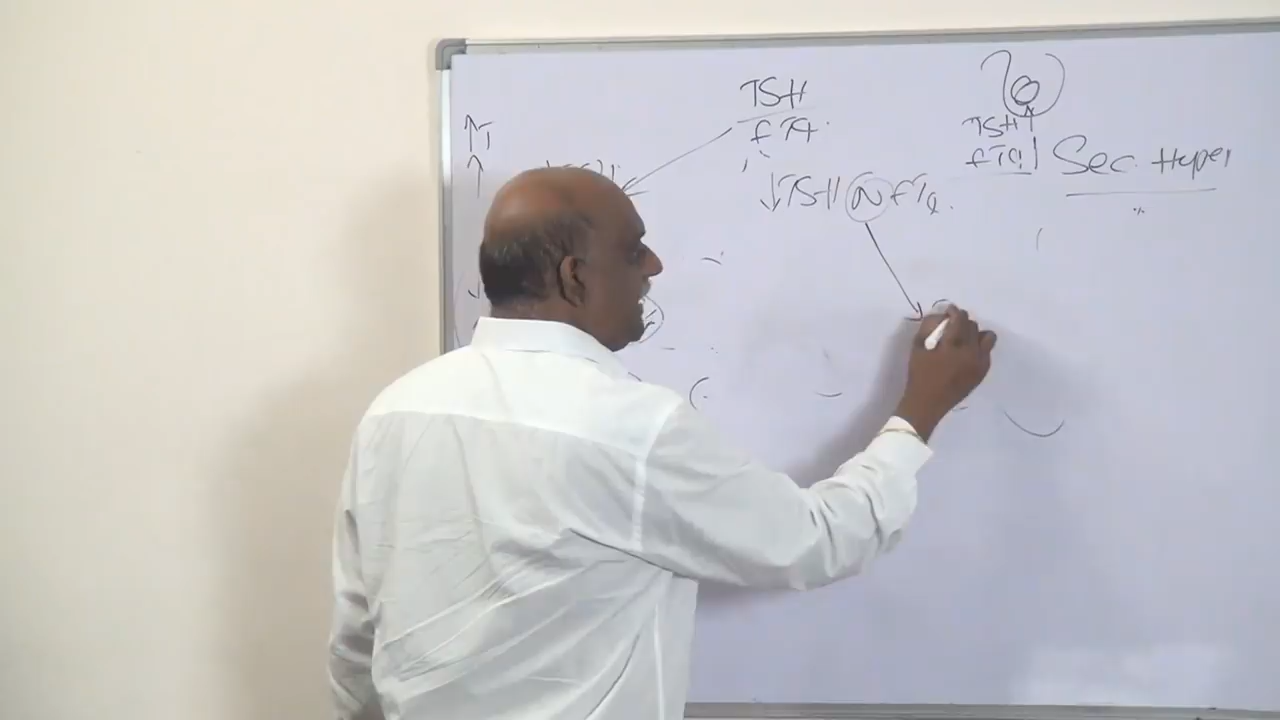 TSH
fT4
↓TSH N fT4
TSH↑
fT4
Sec. Hyper